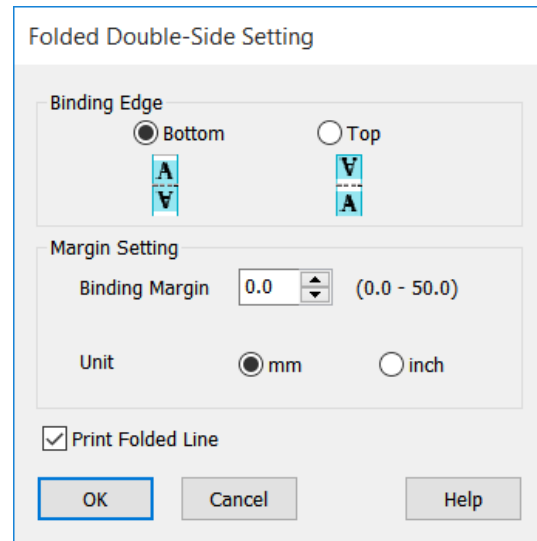 Folded Double-Side Setting
Binding Edge
Bottom Top
A A
A A
Margin Setting
Binding Margin 0.0 (0.0 - 50.0)
Unit mm inch
Print Folded Line
OK Cancel Help